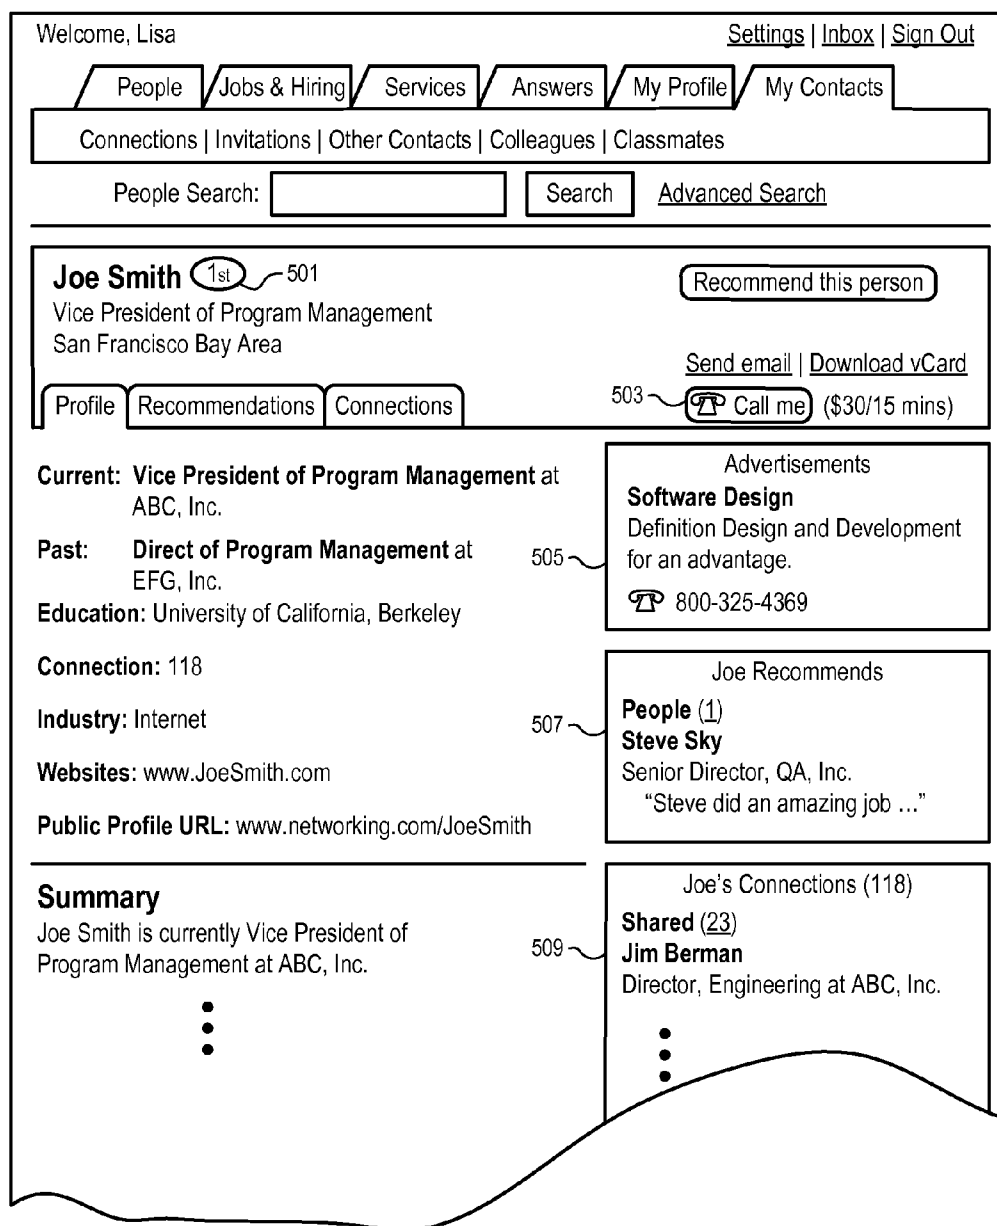 Welcome, Lisa
Settings | Inbox | Sign Out
People
Jobs & Hiring
Services
Answers
My Profile
My Contacts
Connections | Invitations | Other Contacts | Colleagues | Classmates
People Search:
Search
Advanced Search
Joe Smith 1st 501
Vice President of Program Management
San Francisco Bay Area
Recommend this person
Send email | Download vCard
503 Call me ($30/15 mins)
Profile
Recommendations
Connections
Current: Vice President of Program Management at
ABC, Inc.
Past: Direct of Program Management at
EFG, Inc.
Education: University of California, Berkeley
Connection: 118
Industry: Internet
Websites: www.JoeSmith.com
Public Profile URL: www.networking.com/JoeSmith
Summary
Joe Smith is currently Vice President of
Program Management at ABC, Inc.
505
Advertisements
Software Design
Definition Design and Development
for an advantage.
800-325-4369
507
Joe Recommends
People (1)
Steve Sky
Senior Director, QA, Inc.
“Steve did an amazing job ...”
509
Joe's Connections (118)
Shared (23)
Jim Berman
Director, Engineering at ABC, Inc.